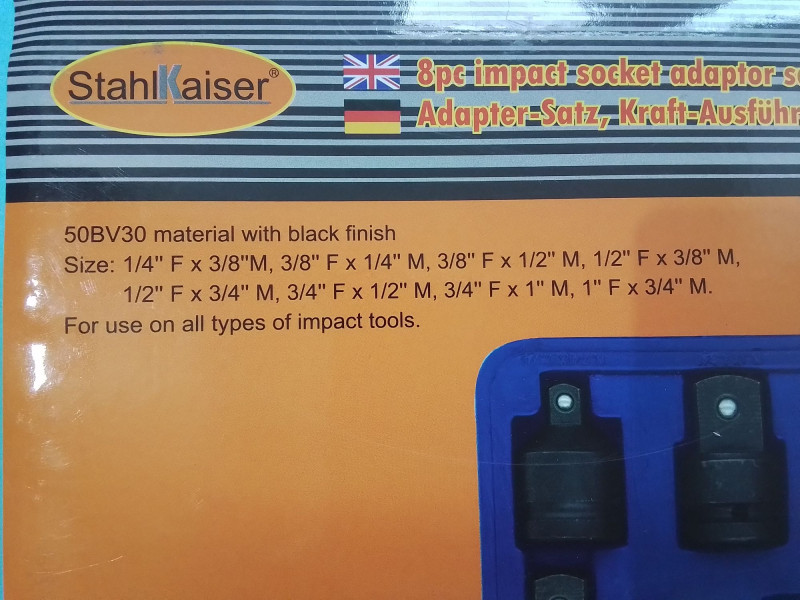 StahlKaiser®
8pc impact socket adaptor
Adapter-Satz,
50BV30 material with black finish
Size: 1/4" F x 3/8"M, 3/8" F x 1/4" M, 3/8" F x 1/2" M, 1/2" F x 3/8" M,
1/2" F x 3/4" M, 3/4" F x 1/2" M, 3/4" F x 1" M, 1" F x 3/4" M.
For use on all types of impact tools.